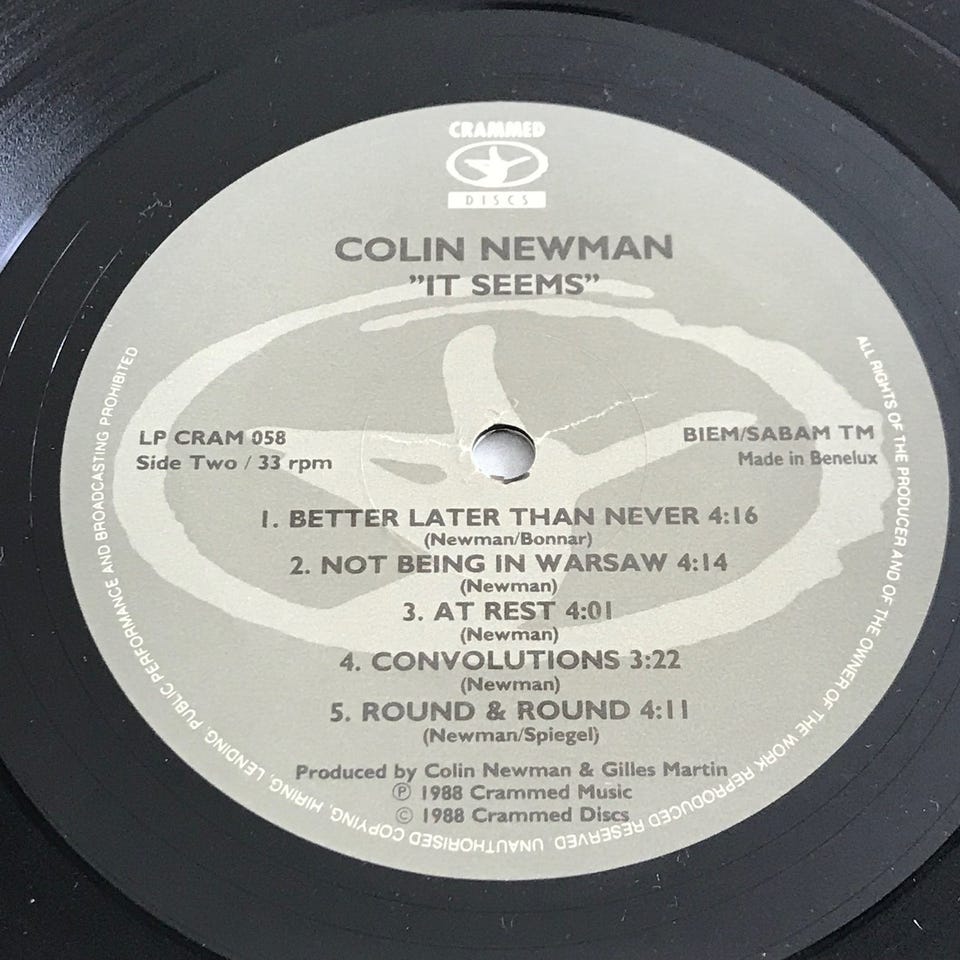 CRAMMED
DISCS
COLIN NEWMAN
”IT SEEMS”
LP CRAM 058
Side Two / 33 rpm
BIEM/SABAM TM
Made in Benelux
1. BETTER LATER THAN NEVER 4:16
(Newman/Bonnar)
2. NOT BEING IN WARSAW 4:14
(Newman)
3. AT REST 4:01
(Newman)
4. CONVOLUTIONS 3:22
(Newman)
5. ROUND & ROUND 4:11
(Newman/Spiegel)
Produced by Colin Newman & Gilles Martin
℗ 1988 Crammed Music
© 1988 Crammed Discs
ALL RIGHTS OF THE PRODUCER AND OF THE OWNER OF THE WORK REPRODUCED RESERVED. UNAUTHORISED COPYING, HIRING, LENDING, PUBLIC PERFORMANCE AND BROADCASTING PROHIBITED